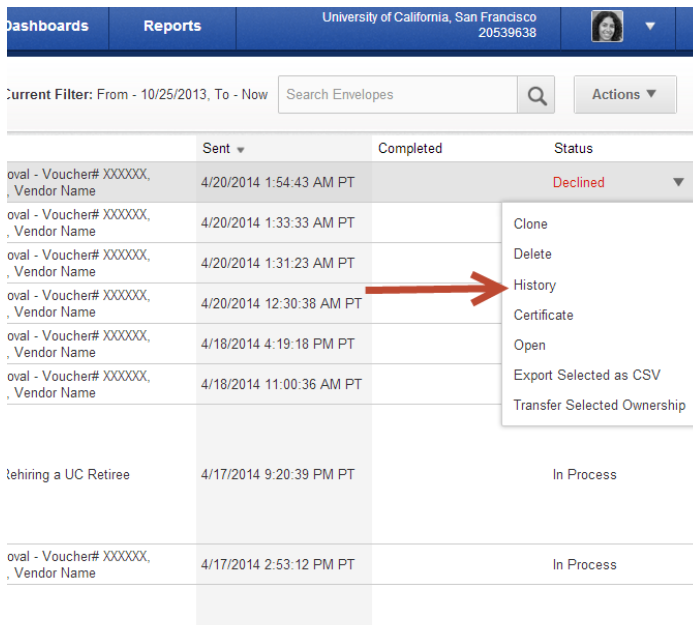 Dashboards Reports University of California, San Francisco
20539638
Current Filter: From - 10/25/2013, To - Now Search Envelopes Actions
Sent Completed Status
oval - Voucher# XXXXXX,
, Vendor Name
4/20/2014 1:54:43 AM PT Declined
oval - Voucher# XXXXXX,
, Vendor Name
4/20/2014 1:33:33 AM PT
oval - Voucher# XXXXXX,
, Vendor Name
4/20/2014 1:31:23 AM PT
oval - Voucher# XXXXXX,
, Vendor Name
4/20/2014 12:30:38 AM PT
oval - Voucher# XXXXXX,
, Vendor Name
4/18/2014 4:19:18 PM PT
oval - Voucher# XXXXXX,
, Vendor Name
4/18/2014 11:00:36 AM PT
Clone
Delete
History
Certificate
Open
Export Selected as CSV
Transfer Selected Ownership
Rehiring a UC Retiree 4/17/2014 9:20:39 PM PT In Process
oval - Voucher# XXXXXX,
, Vendor Name
4/17/2014 2:53:12 PM PT In Process